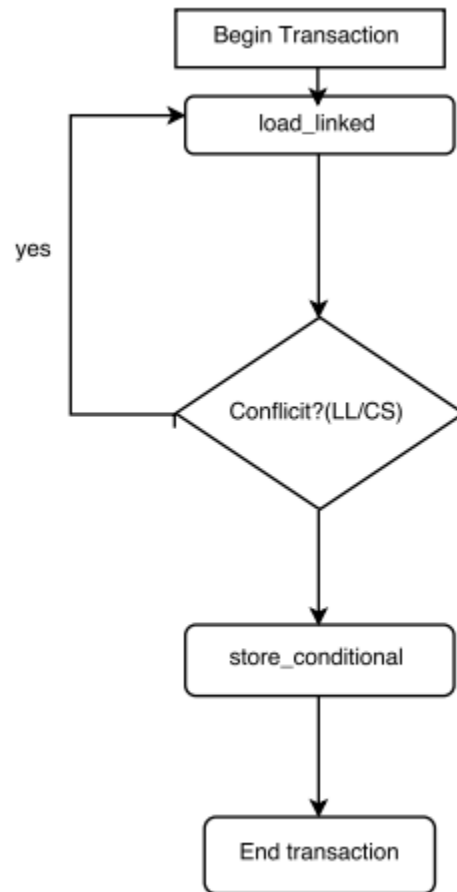 Begin Transaction
load_linked
yes
Conflicit?(LL/CS)
store_conditional
End transaction